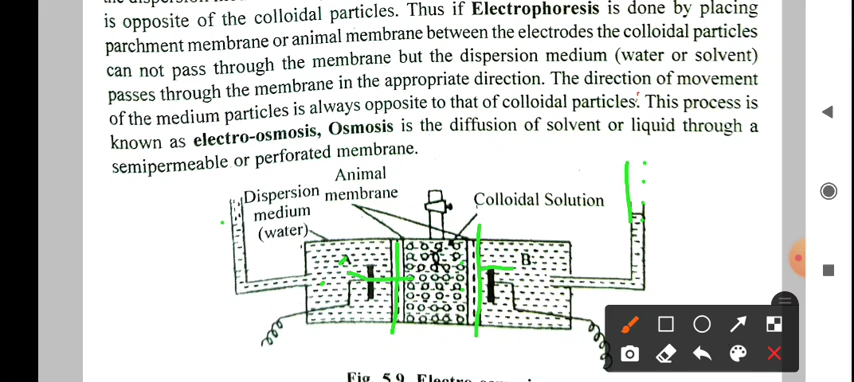 is opposite of the colloidal particles. Thus if Electrophoresis is done by placing
parchment membrane or animal membrane between the electrodes the colloidal particles
can not pass through the membrane but the dispersion medium (water or solvent)
passes through the membrane in the appropriate direction. The direction of movement
of the medium particles is always opposite to that of colloidal particles. This process is
known as electro-osmosis, Osmosis is the diffusion of solvent or liquid through a
semipermeable or perforated membrane.
Animal
membrane
Dispersion
medium
(water)
Colloidal Solution
A
B
Fig. 5.9